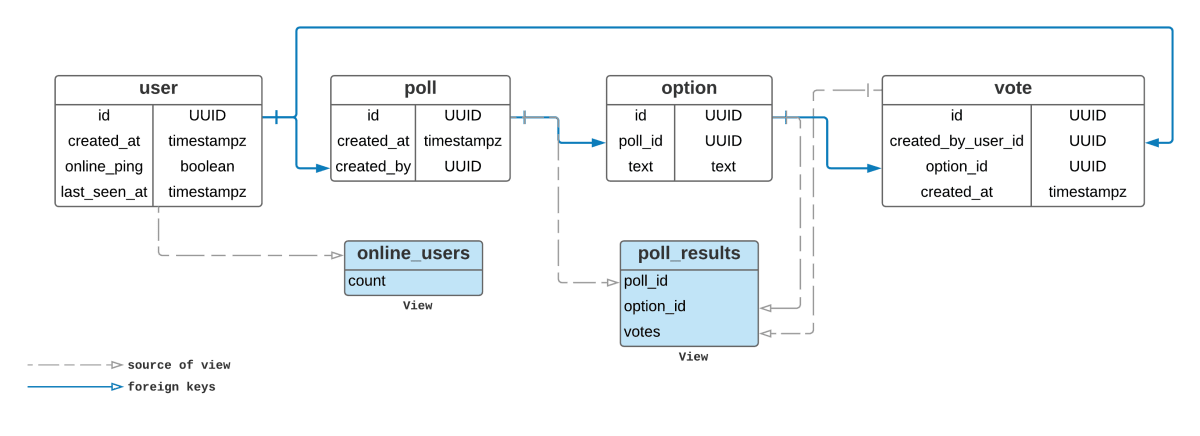 user
id UUID
created_at timestampz
online_ping boolean
last_seen_at timestampz
poll
id UUID
created_at timestampz
created_by UUID
option
id UUID
poll_id UUID
text text
vote
id UUID
created_by_user_id UUID
option_id UUID
created_at timestampz
online_users
count
View
poll_results
poll_id
option_id
votes
View
source of view
foreign keys